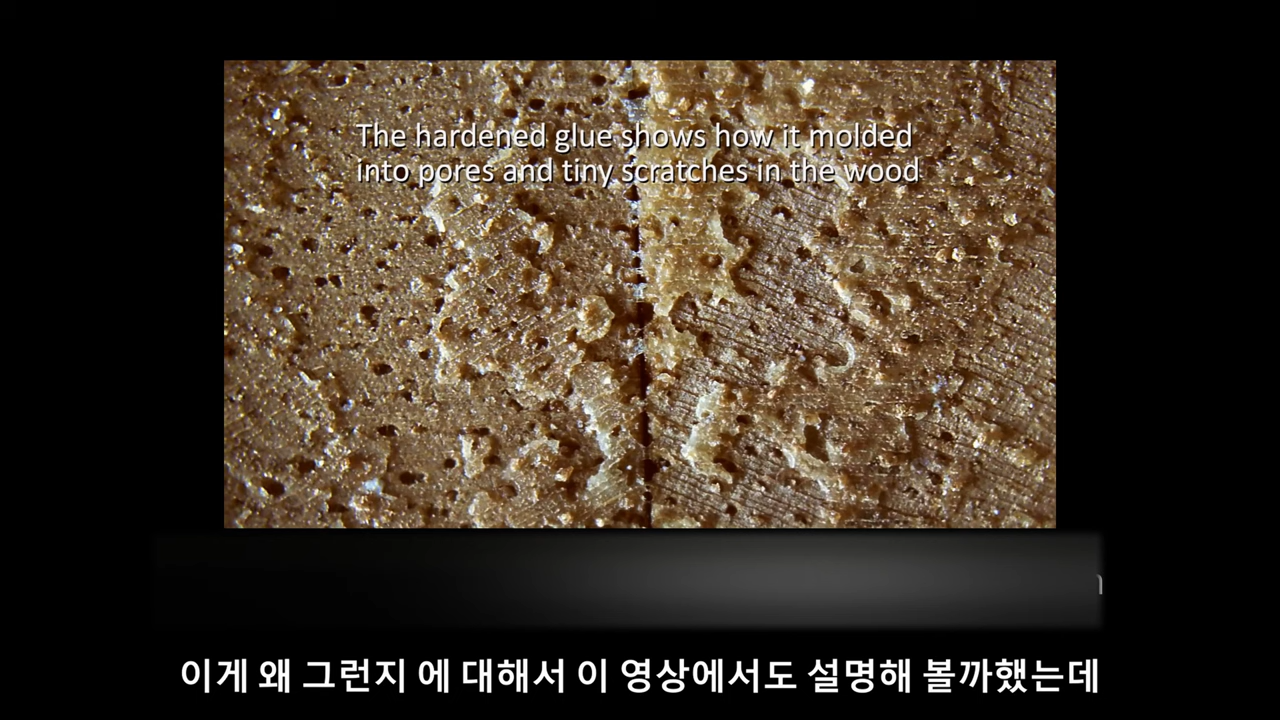 The hardened glue shows how it molded
into pores and tiny scratches in the wood
이게 왜 그런지 에 대해서 이 영상에서도 설명해 볼까했는데